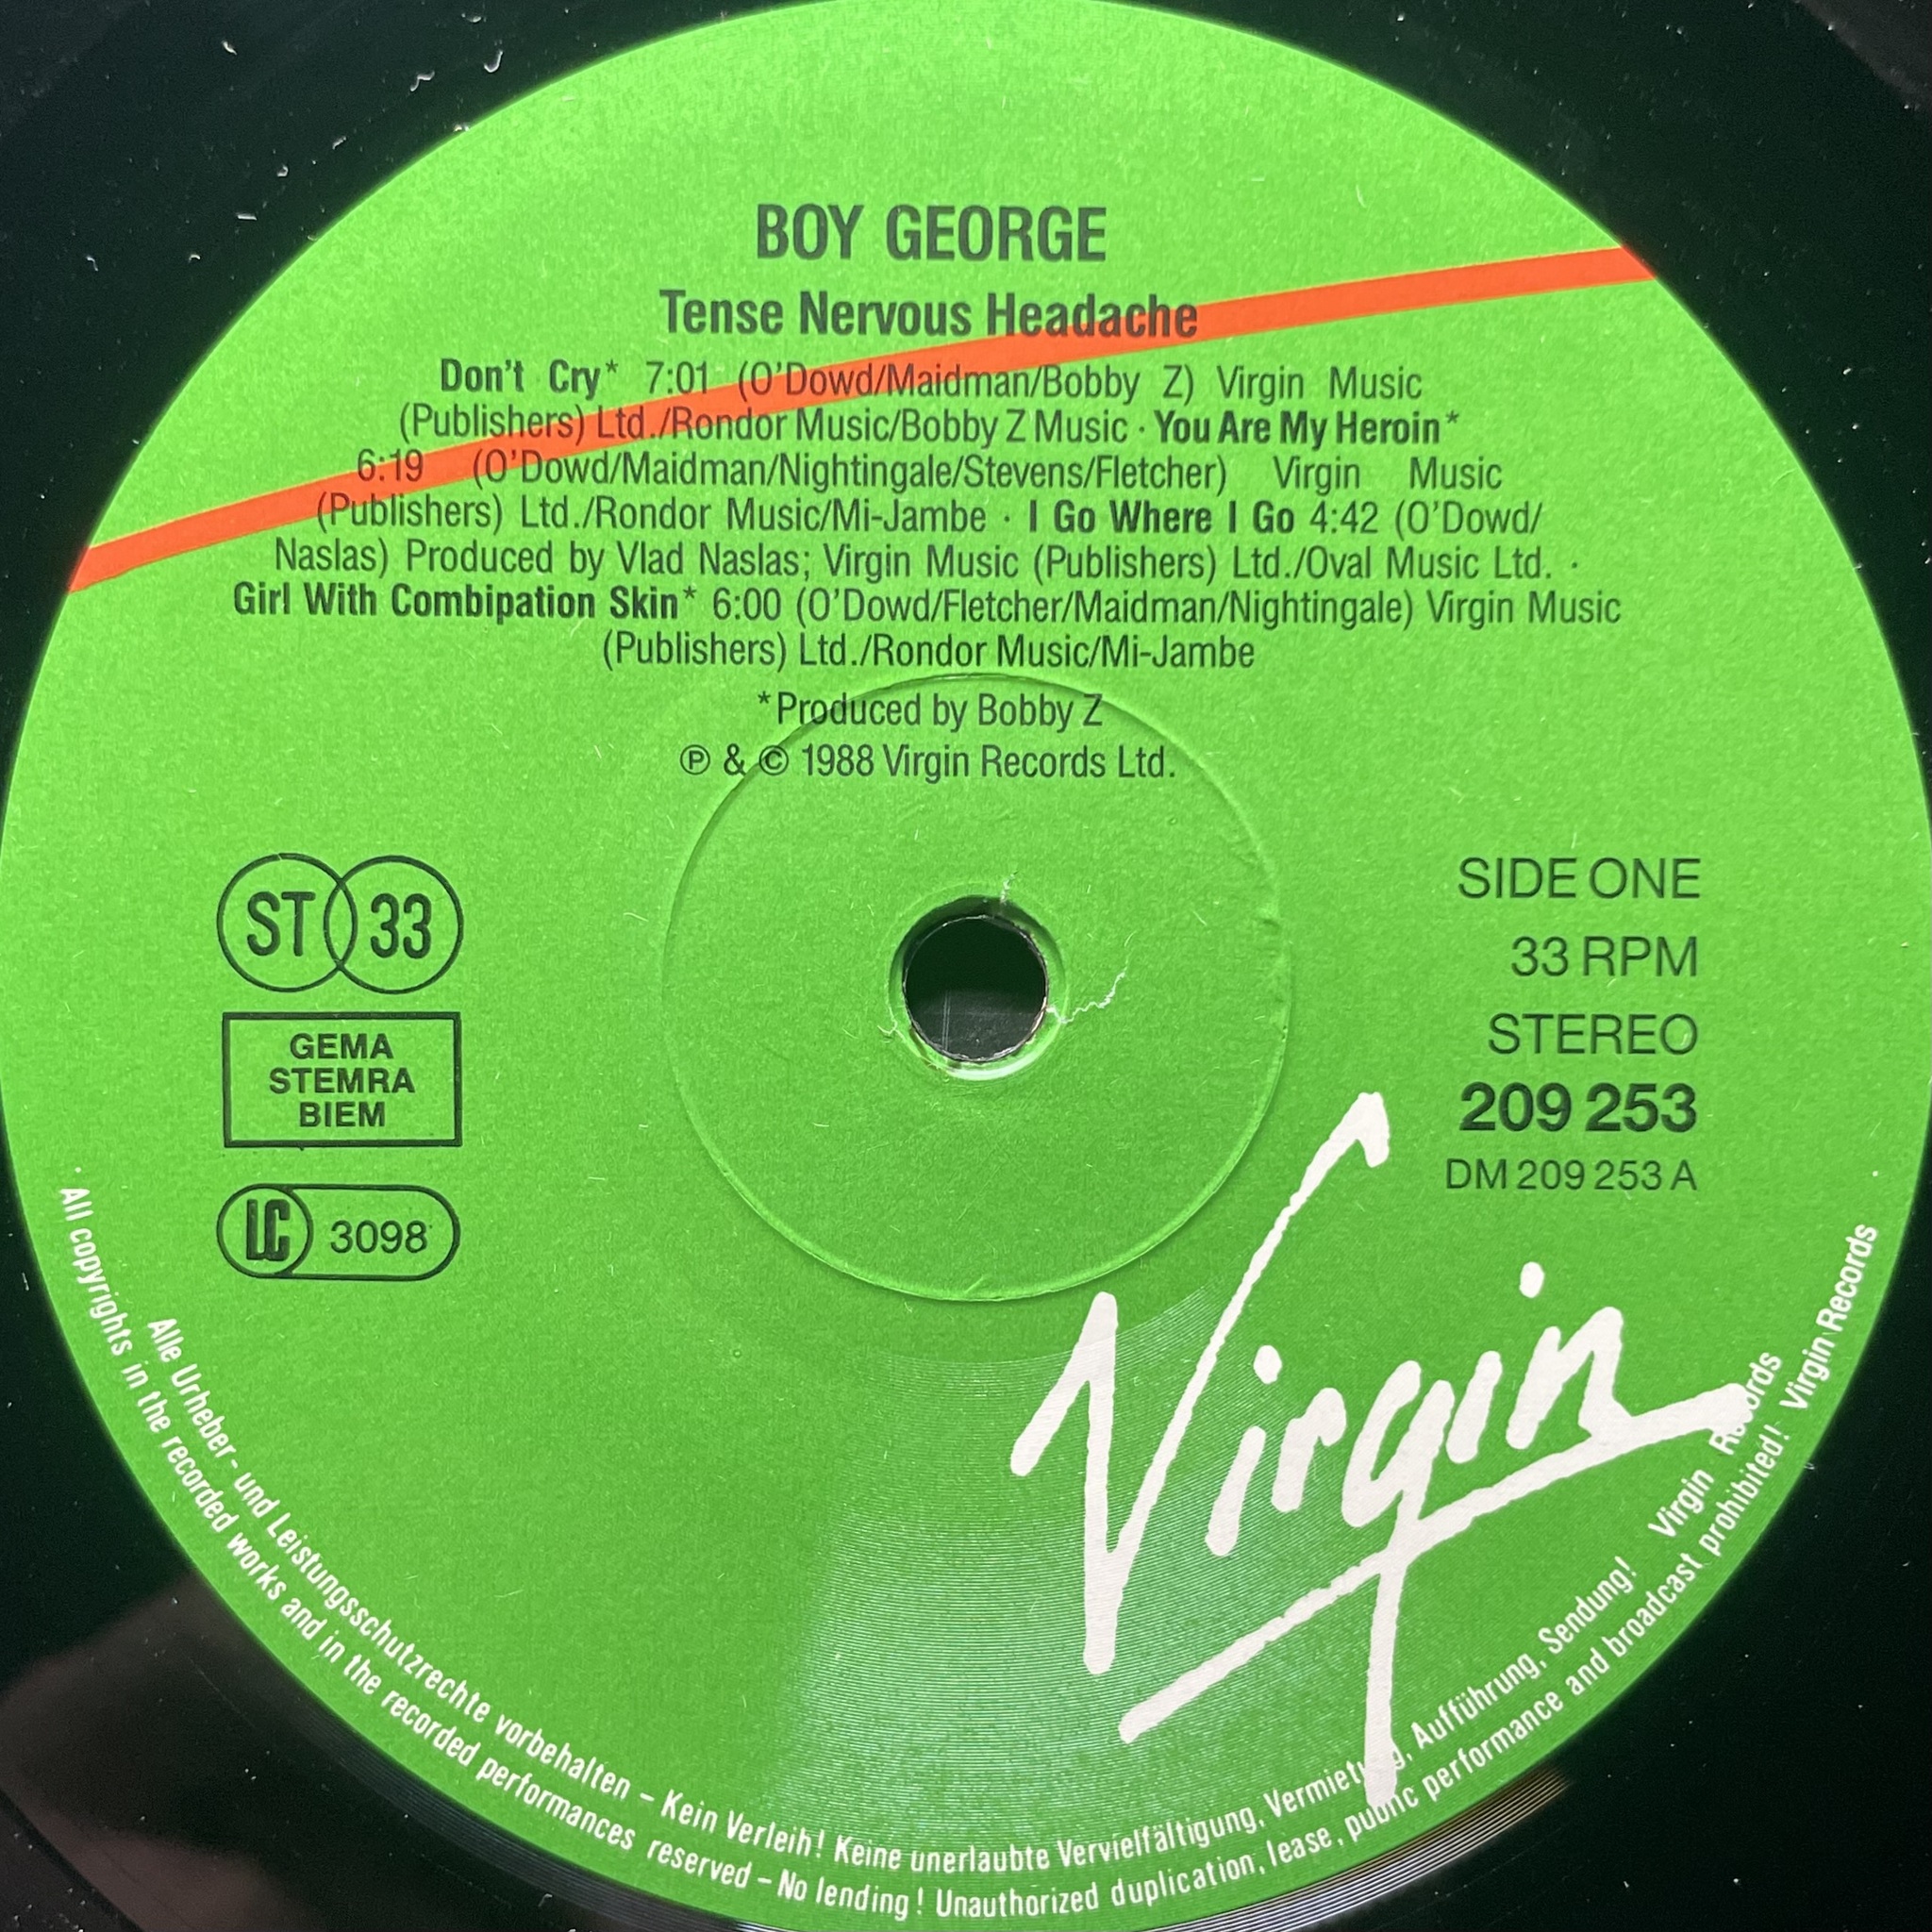 BOY GEORGE
Tense Nervous Headache
Don't Cry* 7:01 (O'Dowd/Maidman/Bobby Z) Virgin Music
(Publishers) Ltd./Rondor Music/Bobby Z Music · You Are My Heroin*
6:19 (O'Dowd/Maidman/Nightingale/Stevens/Fletcher) Virgin Music
(Publishers) Ltd./Rondor Music/Mi-Jambe · I Go Where I Go 4:42 (O'Dowd/
Naslas) Produced by Vlad Naslas; Virgin Music (Publishers) Ltd./Oval Music Ltd. ·
Girl With Combipation Skin* 6:00 (O'Dowd/Fletcher/Maidman/Nightingale) Virgin Music
(Publishers) Ltd./Rondor Music/Mi-Jambe
*Produced by Bobby Z
℗ & © 1988 Virgin Records Ltd.
ST 33
GEMA
STEMRA
BIEM
LC 3098
SIDE ONE
33 RPM
STEREO
209 253
DM 209 253 A
Virgin
Alle Urheber- und Leistungsschutzrechte vorbehalten – Kein Verleih! Keine unerlaubte Vervielfältigung, Vermietung, Aufführung, Sendung! Virgin Records
· All copyrights in the recorded works and in the recorded performances reserved – No lending! Unauthorized duplication, lease, public performance and broadcast prohibited! Virgin Records